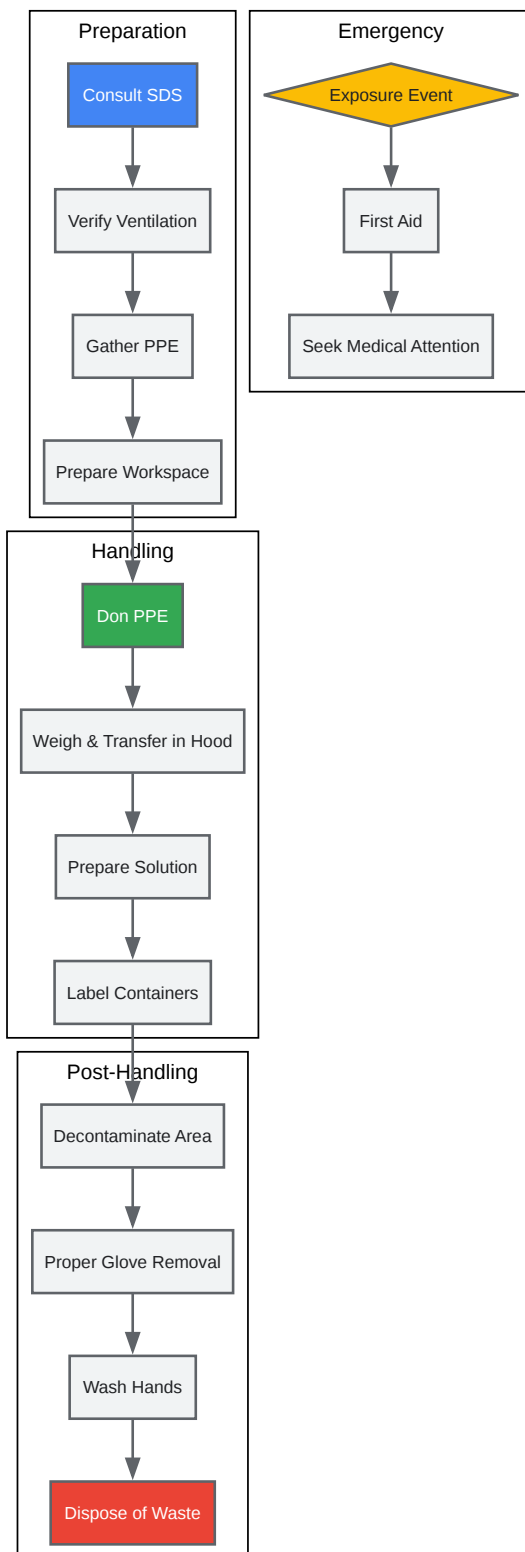 Preparation
Consult SDS
Verify Ventilation
Gather PPE
Prepare Workspace
Emergency
Exposure Event
First Aid
Seek Medical Attention
Handling
Don PPE
Weigh & Transfer in Hood
Prepare Solution
Label Containers
Post-Handling
Decontaminate Area
Proper Glove Removal
Wash Hands
Dispose of Waste